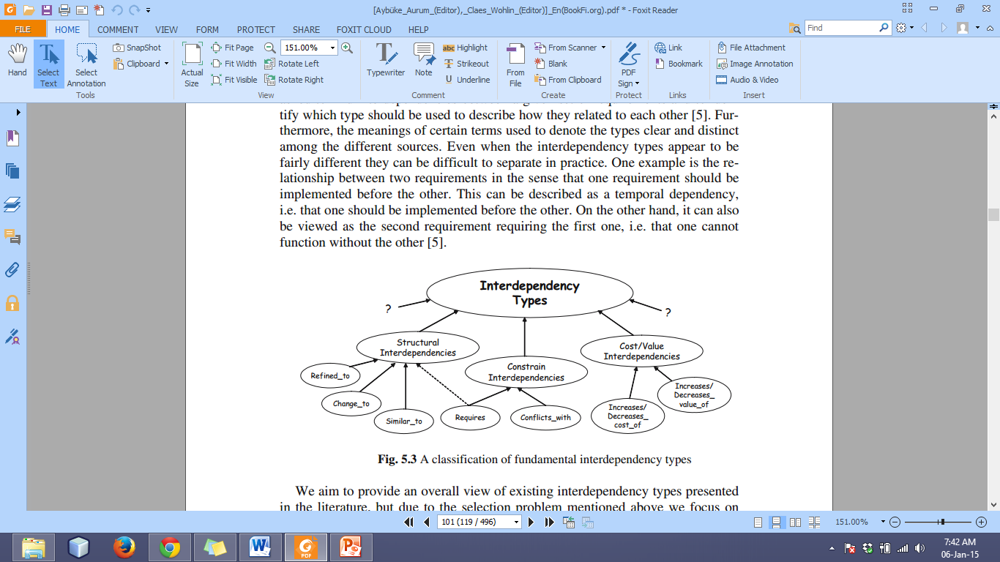 [Aybüke_Aurum_(Editor),_Claes_Wohlin_(Editor)]_En(BookFi.org).pdf * - Foxit Reader
FILE HOME COMMENT VIEW FORM PROTECT SHARE FOXIT CLOUD HELP Find
SnapShot Fit Page 151.00% abc Highlight From Scanner Link File Attachment
Clipboard Fit Width Rotate Left Strikeout Blank Bookmark Image Annotation
Fit Visible Rotate Right Underline From Clipboard Audio & Video
Hand Select Text Select Annotation Actual Size Typewriter Note From File PDF Sign
Tools View Comment Create Protect Links Insert
tify which type should be used to describe how they related to each other [5]. Fur-
thermore, the meanings of certain terms used to denote the types clear and distinct
among the different sources. Even when the interdependency types appear to be
fairly different they can be difficult to separate in practice. One example is the re-
lationship between two requirements in the sense that one requirement should be
implemented before the other. This can be described as a temporal dependency,
i.e. that one should be implemented before the other. On the other hand, it can also
be viewed as the second requirement requiring the first one, i.e. that one cannot
function without the other [5].
Interdependency
Types
?
?
Structural
Interdependencies
Constrain
Interdependencies
Cost/Value
Interdependencies
Refined_to
Change_to
Similar_to
Requires
Conflicts_with
Increases/
Decreases_
cost_of
Increases/
Decreases_
value_of
Fig. 5.3 A classification of fundamental interdependency types
We aim to provide an overall view of existing interdependency types presented
in the literature, but due to the selection problem mentioned above we focus on
101 (119 / 496) 151.00%
PDF
7:42 AM
06-Jan-15